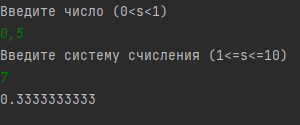 Введите число (0<s<1)
0,5
Введите систему счисления (1<=s<=10)
7
0.3333333333